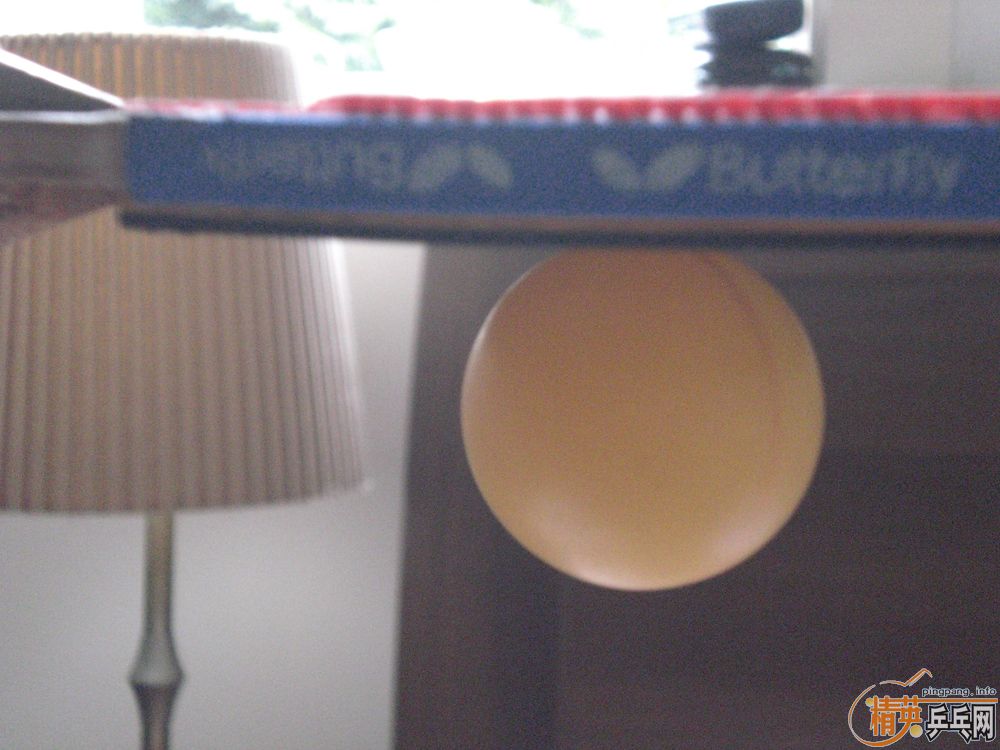 Butterfly
Butterfly
pingpang.info
精英乒乓网